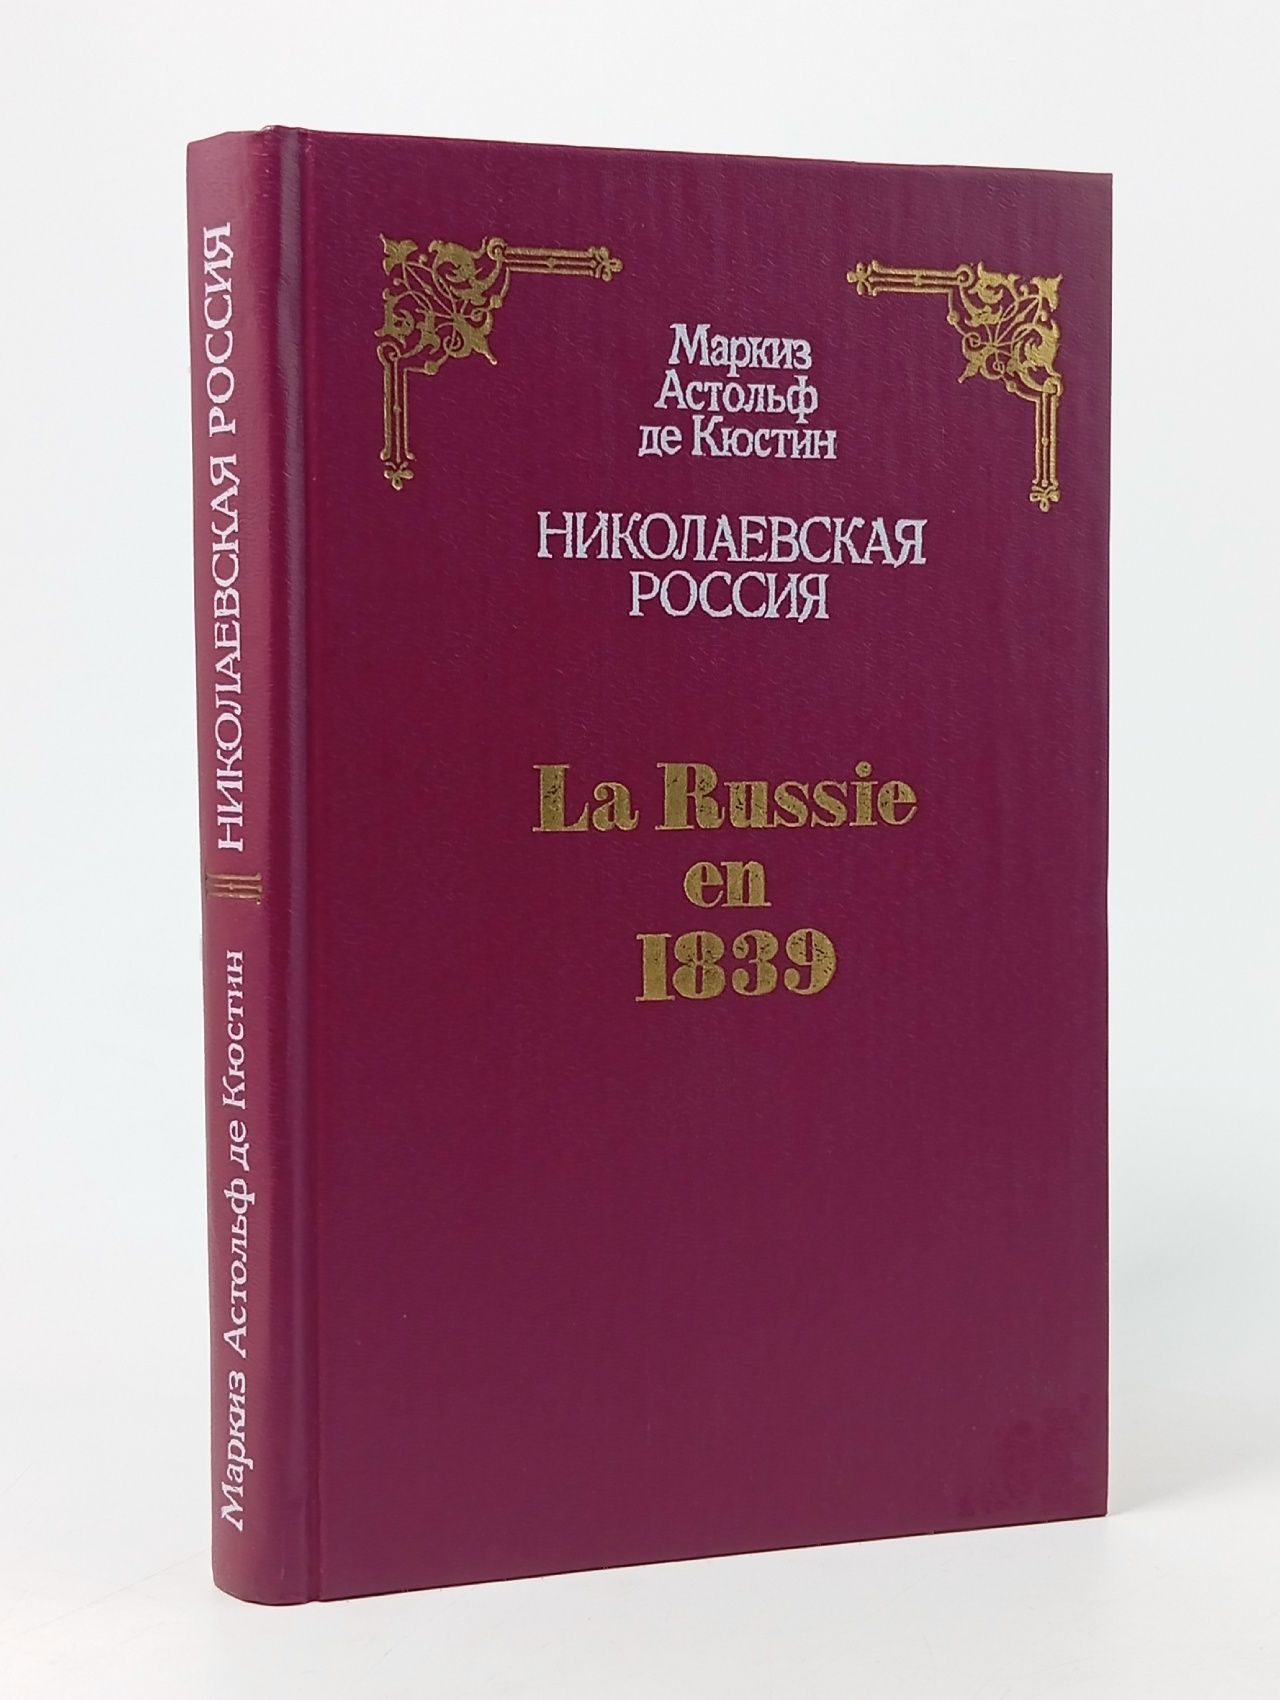 Маркиз
Астольф
де Кюстин
НИКОЛАЕВСКАЯ
РОССИЯ
La Russie
en
1839
Маркиз Астольф де Кюстин НИКОЛАЕВСКАЯ РОССИЯ